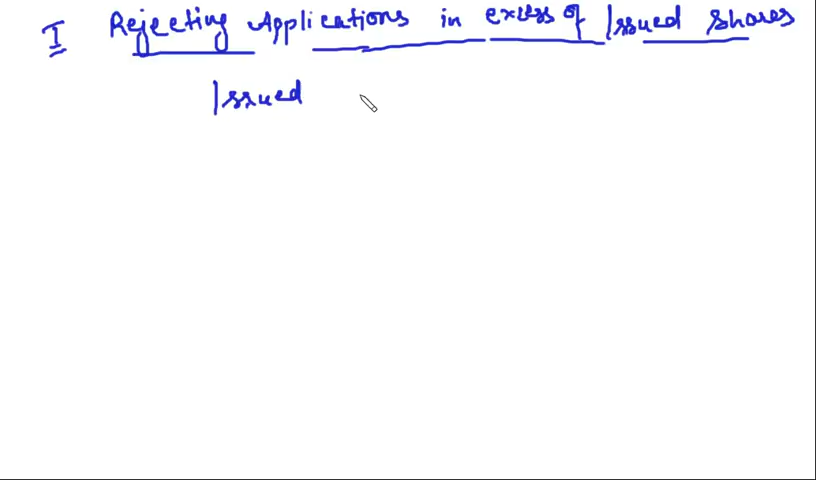 I Rejecting Applications in excess of Issued shares
Issued